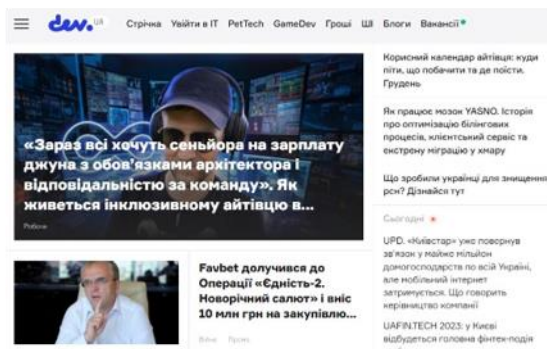 dev.ua
Стрічка Увійти в IT PetTech GameDev Гроші ШІ Блоги Вакансії
«Зараз всі хочуть сеньйора на зарплату
джуна з обов'язками архітектора і
відповідальністю за команду». Як
живеться інклюзивному айтівцю в...
Робота
Favbet долучився до
Операції «Єдність-2.
Новорічний салют» і вніс
10 млн грн на закупівлю...
Війна Промо
Корисний календар айтівця: куди
піти, що побачити та де поїсти.
Грудень
Як працює мозок YASNO. Історія
про оптимізацію білінгових
процесів, клієнтський сервіс та
екстрену міграцію у хмару
Що зробили українці для знищення
рсн? Дізнайся тут
Сьогодні
UPD. «Київстар» уже повернув
зв'язок у майже мільйон
домогосподарств по всій Україні,
але мобільний інтернет
затримується. Що говорить
керівництво компанії
UAFINTECH 2023: у Києві
відбудеться головна фінтех-подія